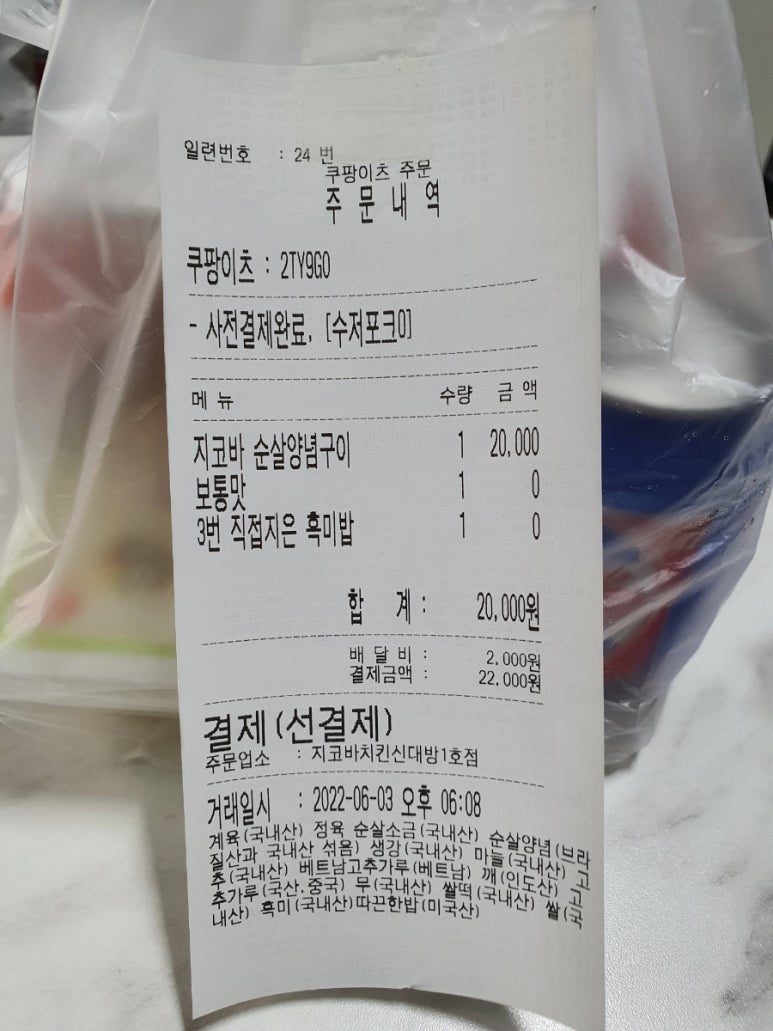 일련번호 : 24 번
쿠팡이츠 주문
주 문 내 역
쿠팡이츠 : 2TY9G0
- 사전결제완료, [수저포크O]
메 뉴 수량 금 액
지코바 순살양념구이 1 20,000
보통맛 1 0
3번 직접지은 흑미밥 1 0
합 계 : 20,000원
배 달 비 : 2,000원
결제금액 : 22,000원
결제(선결제)
주문업소 : 지코바치킨신대방1호점
거래일시 : 2022-06-03 오후 06:08
계육(국내산) 정육 순살소금(국내산) 순살양념(브라
질산과 국내산 섞음) 생강(국내산) 마늘(국내산) 고
추(국내산) 베트남고추가루(베트남) 깨(인도산) 고
추가루(국산.중국) 무(국내산) 쌀떡(국내산) 쌀(국
내산) 흑미(국내산)따끈한밥(미국산)